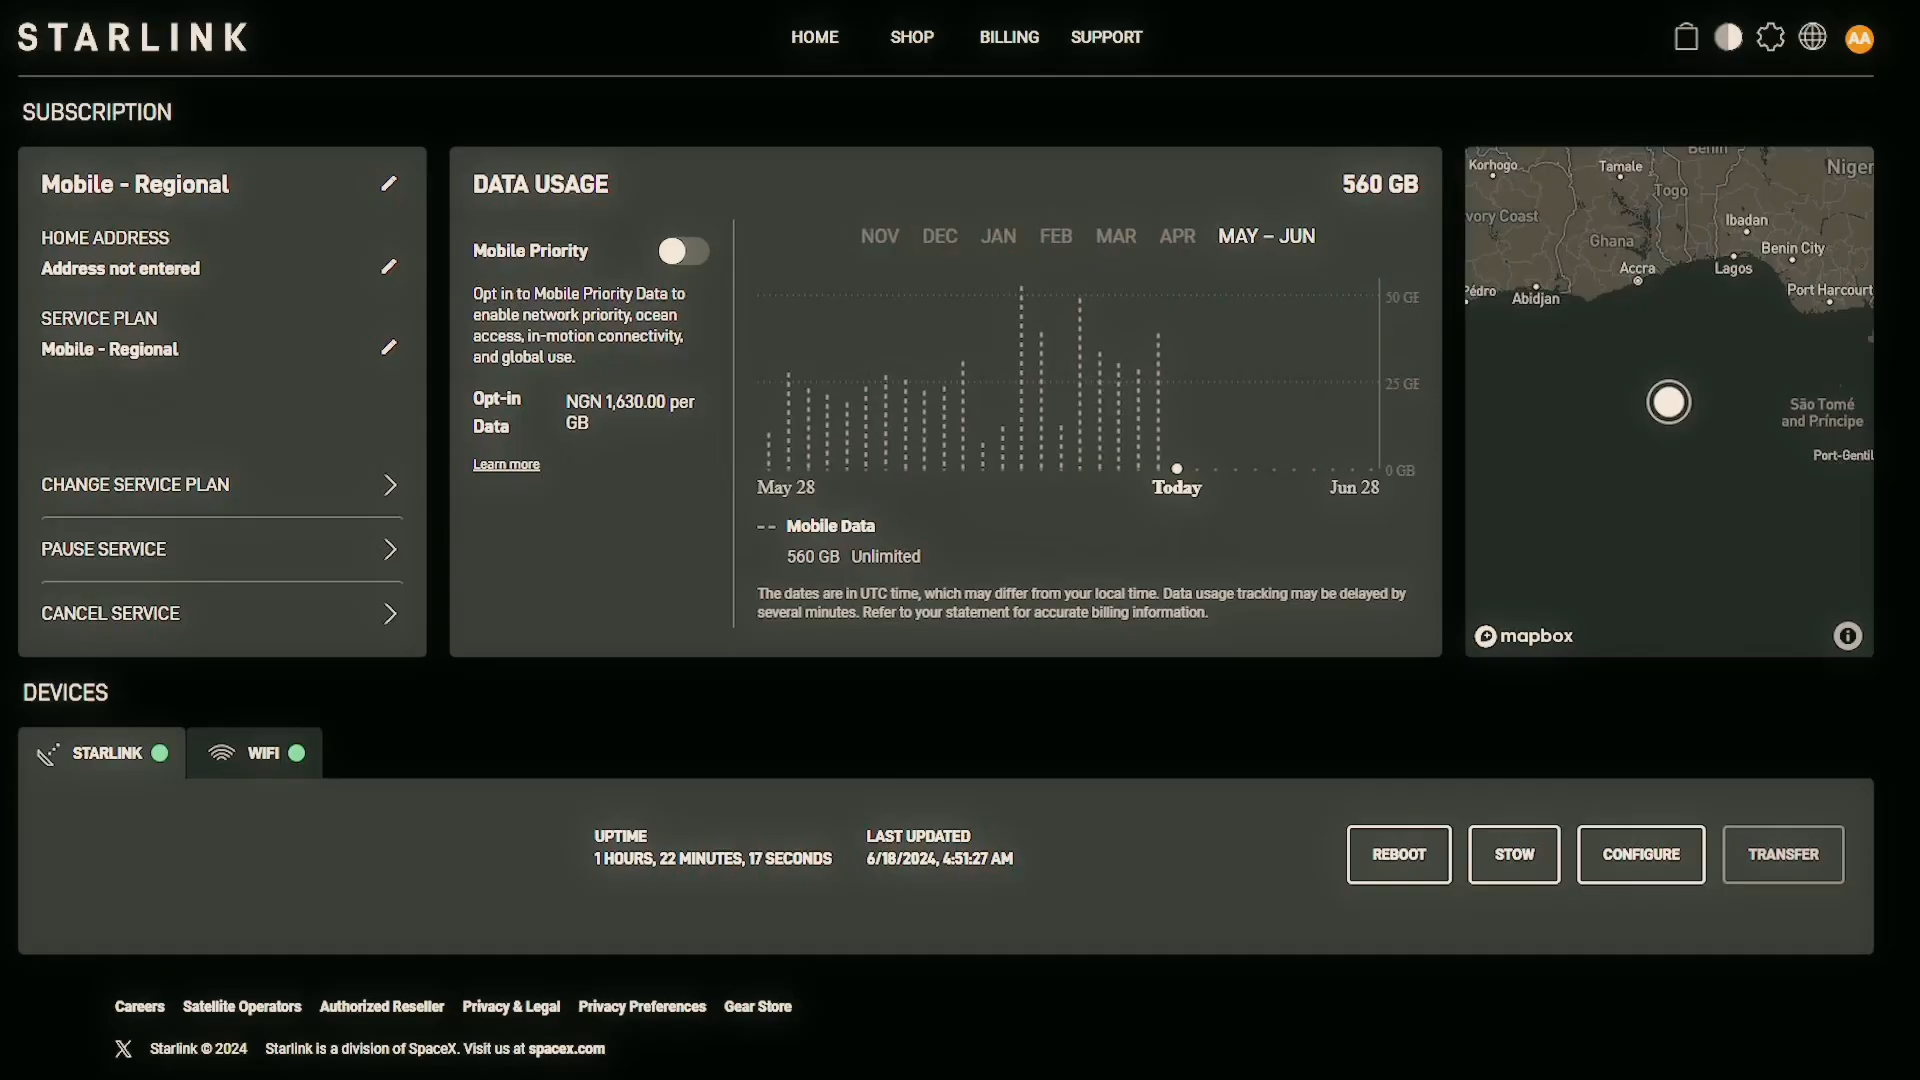 STARLINK
HOME SHOP BILLING SUPPORT
AA
SUBSCRIPTION
Mobile - Regional
HOME ADDRESS
Address not entered
SERVICE PLAN
Mobile - Regional
CHANGE SERVICE PLAN
PAUSE SERVICE
CANCEL SERVICE
DATA USAGE
560 GB
Mobile Priority
Opt in to Mobile Priority Data to
enable network priority, ocean
access, in-motion connectivity,
and global use.
Opt-in
Data
NGN 1,630.00 per
GB
Learn more
NOV DEC JAN FEB MAR APR MAY – JUN
50 GE
25 GE
0 GB
May 28 Today Jun 28
-- Mobile Data
560 GB Unlimited
The dates are in UTC time, which may differ from your local time. Data usage tracking may be delayed by
several minutes. Refer to your statement for accurate billing information.
Benin
Korhogo
Tamale
Niger
Togo
vory Coast
Ibadan
Ghana
Benin City
Accra
Lagos
Pédro
Abidjan
Port Harcourt
São Tomé
and Príncipe
Port-Gentil
mapbox
DEVICES
STARLINK WIFI
UPTIME
1 HOURS, 22 MINUTES, 17 SECONDS
LAST UPDATED
6/18/2024, 4:51:27 AM
REBOOT STOW CONFIGURE TRANSFER
Careers Satellite Operators Authorized Reseller Privacy & Legal Privacy Preferences Gear Store
Starlink © 2024 Starlink is a division of SpaceX. Visit us at spacex.com